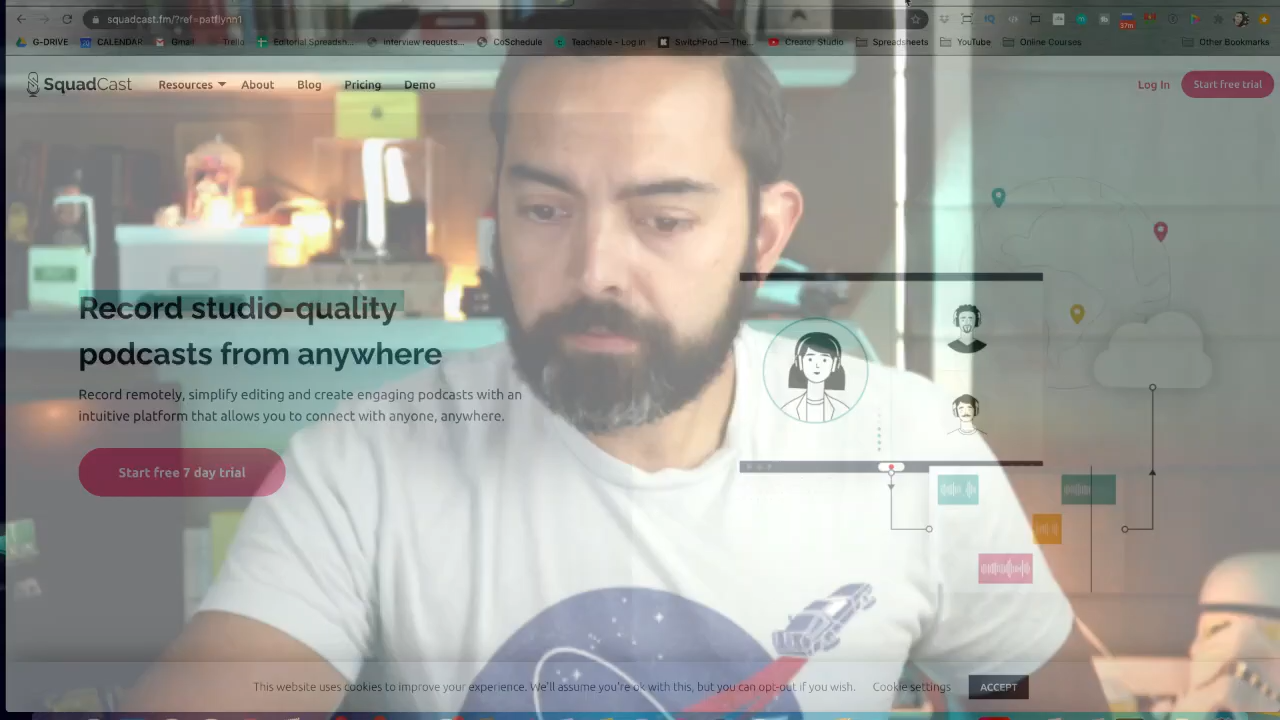 squadcast.fm/?ref=patflynn1
37m
G-DRIVE CALENDAR Gmail Trello Editorial Spreadsh... interview requests... CoSchedule Teachable - Log in SwitchPod — The... Creator Studio Spreadsheets YouTube Online Courses Other Bookmarks
SquadCast Resources About Blog Pricing Demo Log In Start free trial
Record studio-quality
podcasts from anywhere
Record remotely, simplify editing and create engaging podcasts with an
intuitive platform that allows you to connect with anyone, anywhere.
Start free 7 day trial
This website uses cookies to improve your experience. We'll assume you're ok with this, but you can opt-out if you wish. Cookie settings ACCEPT